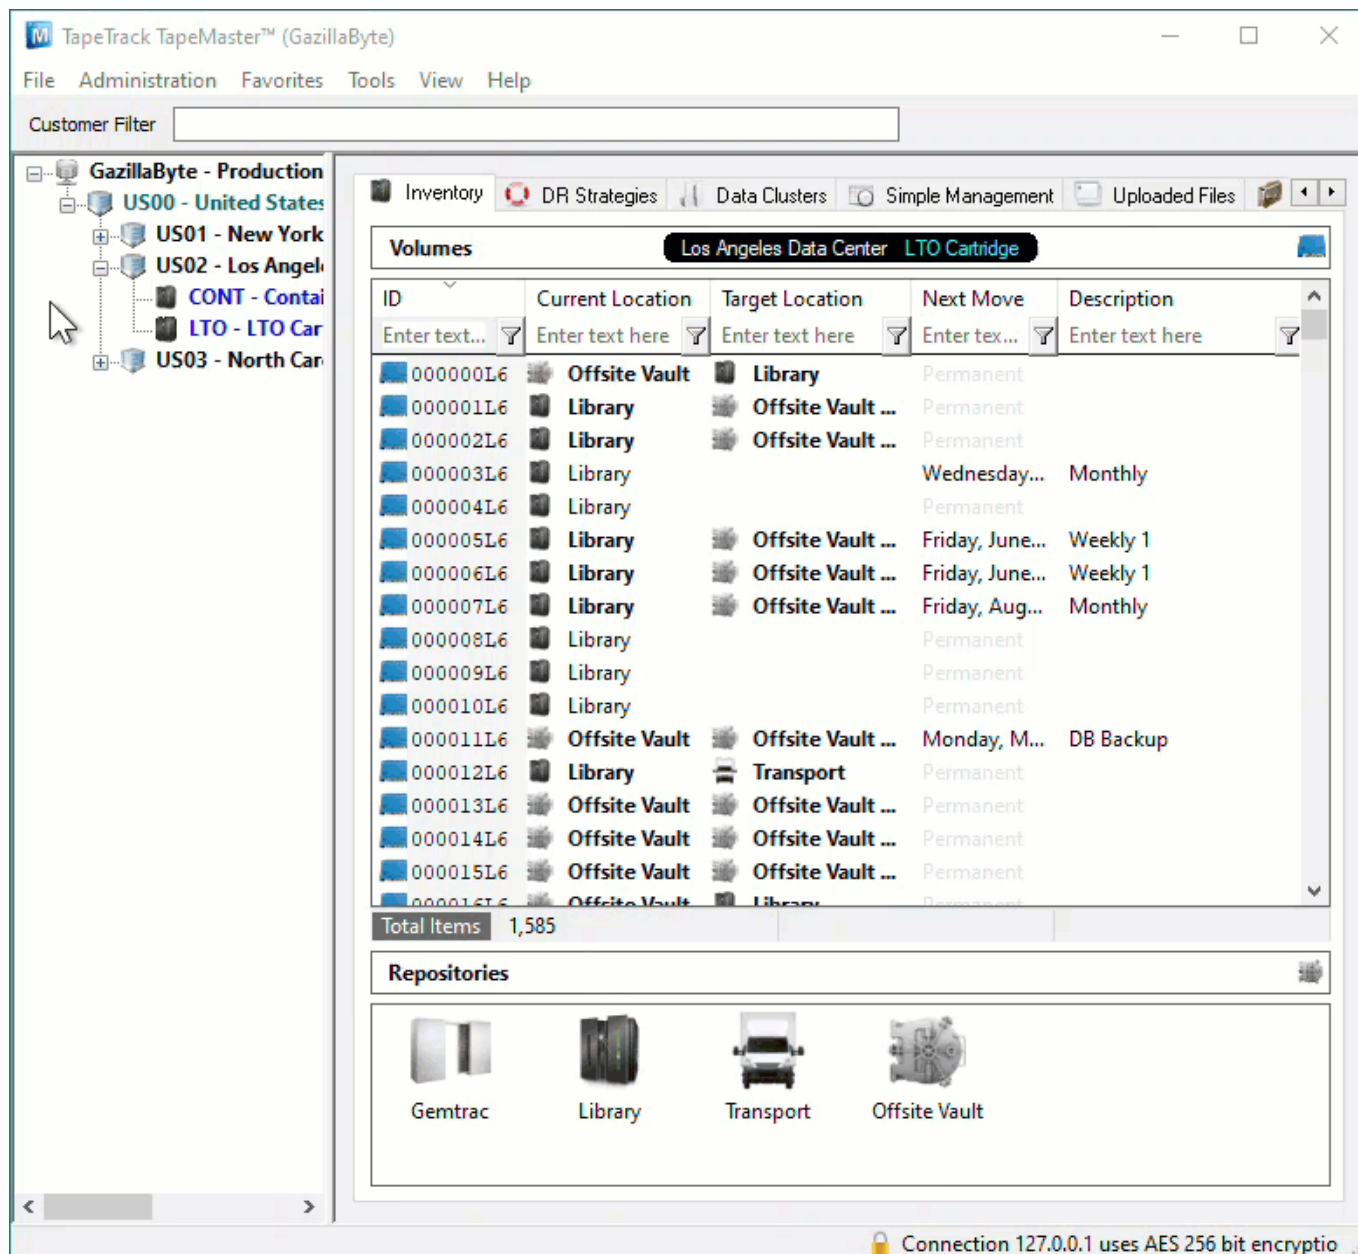 TapeTrack TapeMaster™ (GazillaByte)
File Administration Favorites Tools View Help
Customer Filter
GazillaByte - Production
US00 - United States
US01 - New York
US02 - Los Angel
CONT - Contai
LTO - LTO Car
US03 - North Car
Inventory DR Strategies Data Clusters Simple Management Uploaded Files
Volumes Los Angeles Data Center LTO Cartridge
ID Current Location Target Location Next Move Description
Enter text... Enter text here Enter text here Enter tex... Enter text here
000000L6 Offsite Vault Library Permanent
000001L6 Library Offsite Vault ... Permanent
000002L6 Library Offsite Vault ... Permanent
000003L6 Library Wednesday... Monthly
000004L6 Library Permanent
000005L6 Library Offsite Vault ... Friday, June... Weekly 1
000006L6 Library Offsite Vault ... Friday, June... Weekly 1
000007L6 Library Offsite Vault ... Friday, Aug... Monthly
000008L6 Library Permanent
000009L6 Library Permanent
000010L6 Library Permanent
000011L6 Offsite Vault Offsite Vault ... Monday, M... DB Backup
000012L6 Library Transport Permanent
000013L6 Offsite Vault Offsite Vault ... Permanent
000014L6 Offsite Vault Offsite Vault ... Permanent
000015L6 Offsite Vault Offsite Vault ... Permanent
000016L6 Offsite Vault Library Permanent
Total Items 1,585
Repositories
Gemtrac Library Transport Offsite Vault
Connection 127.0.0.1 uses AES 256 bit encryptio